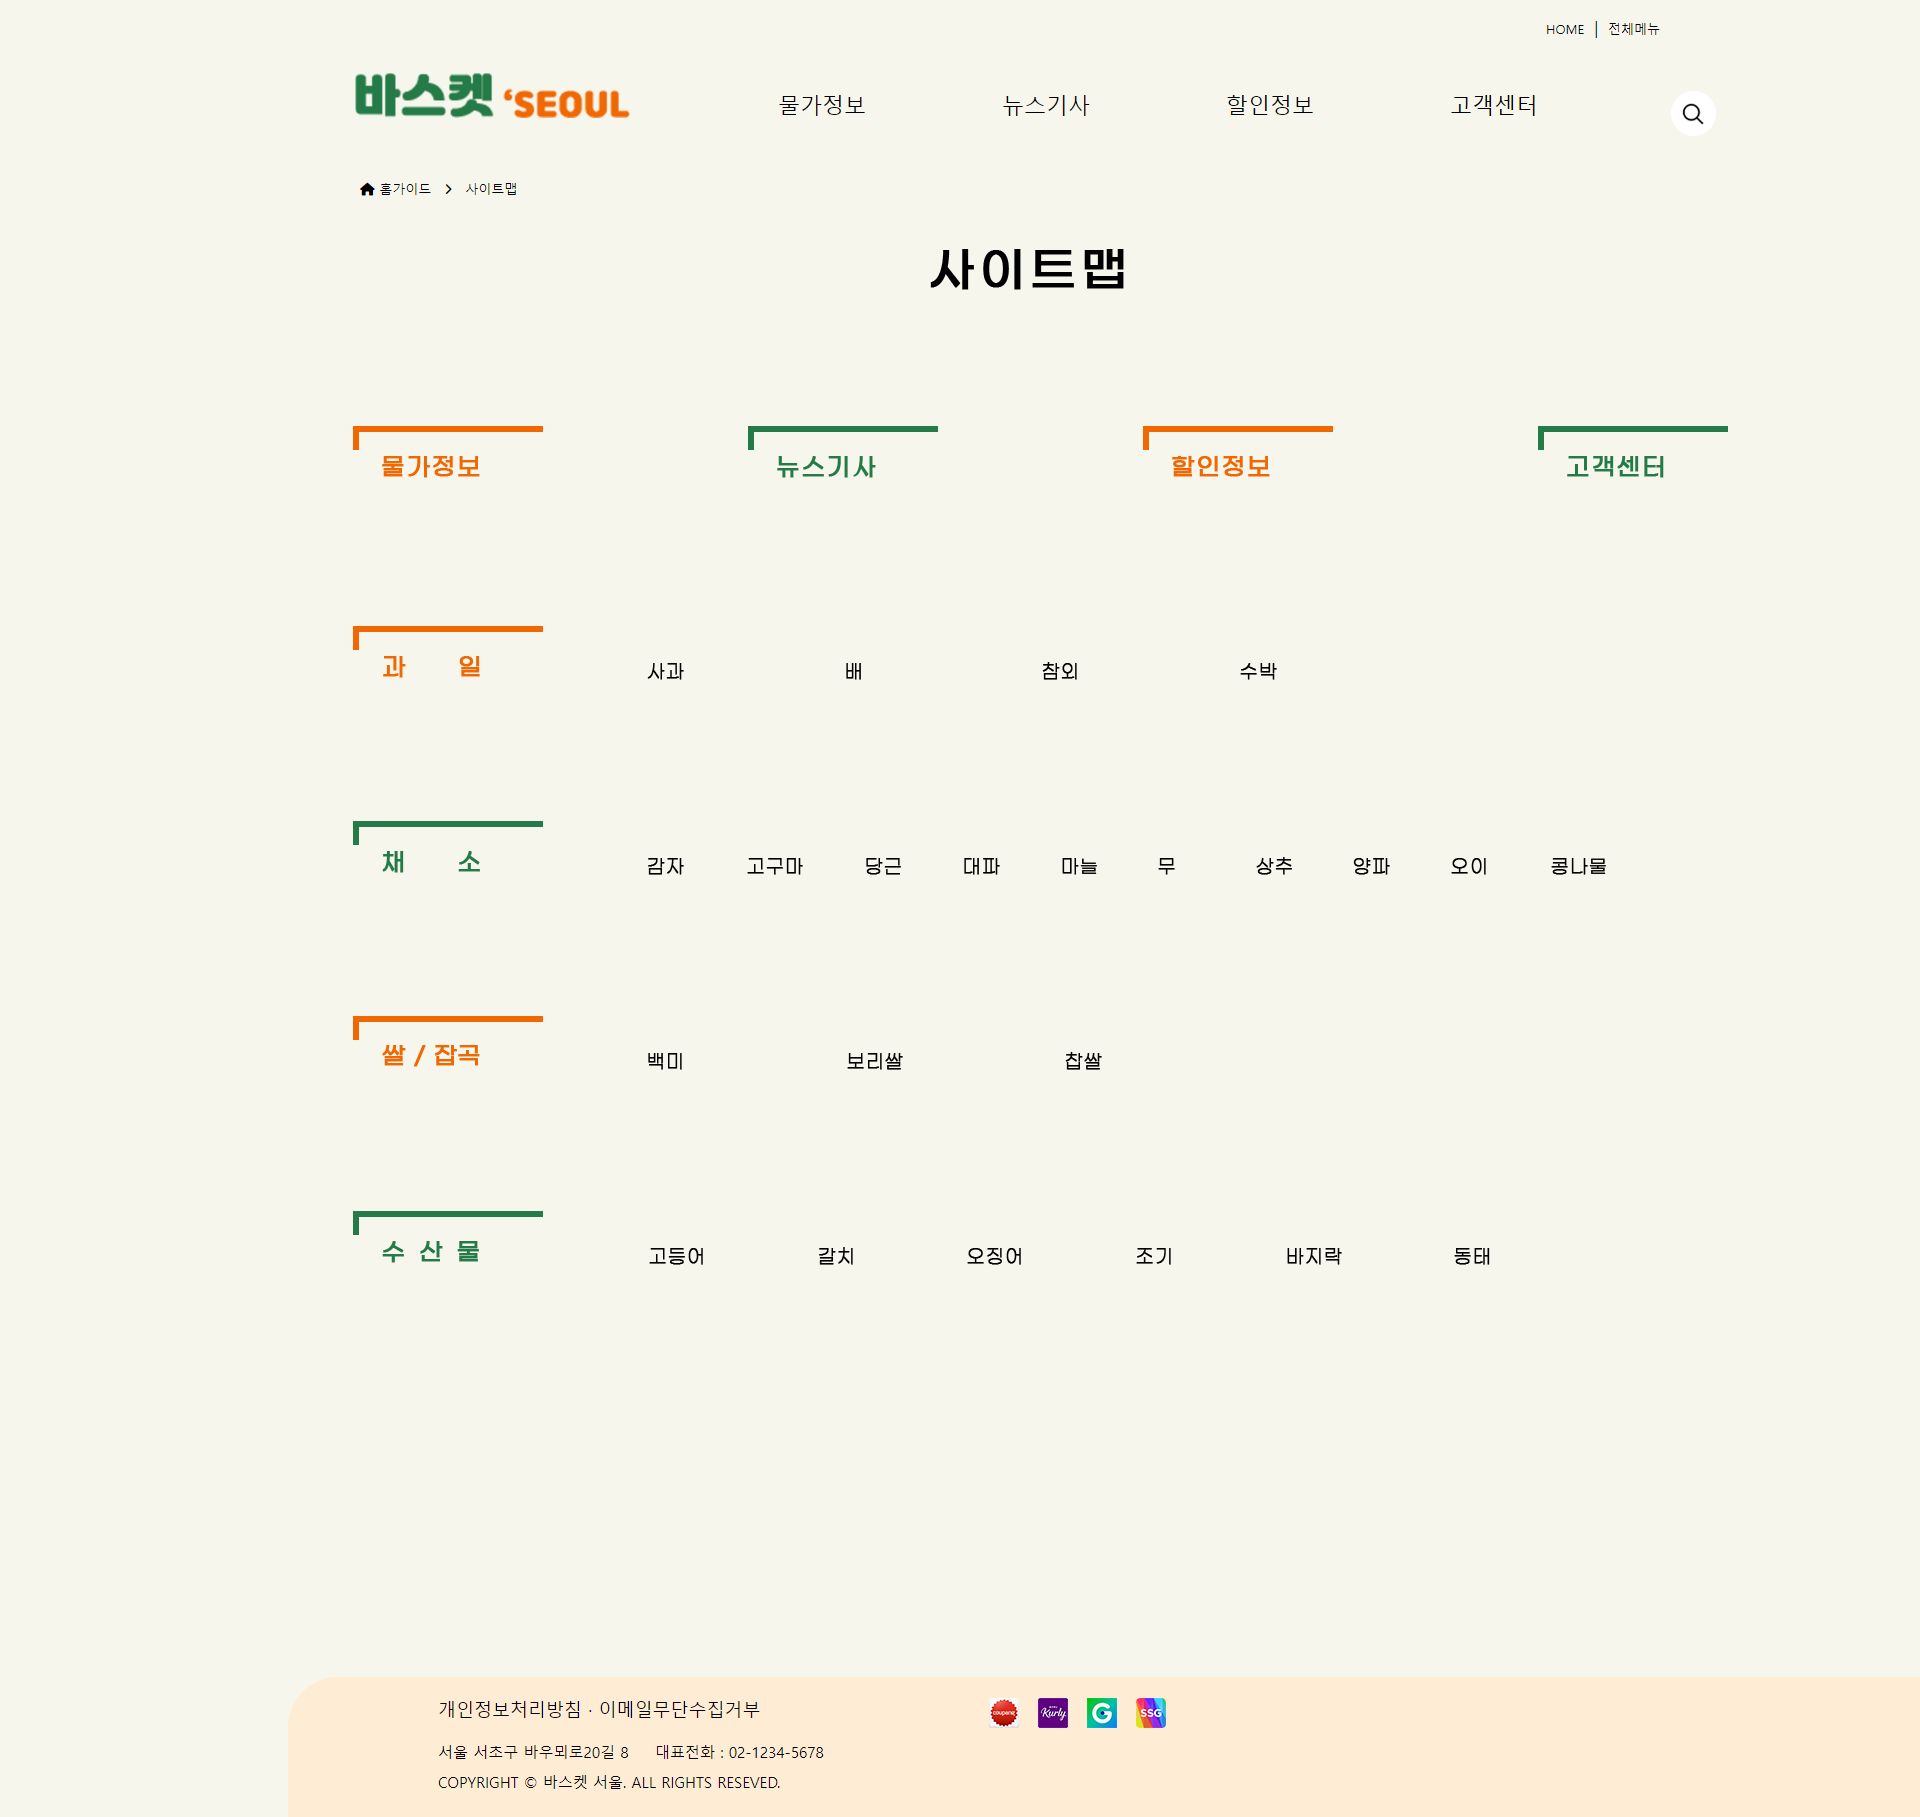 HOME | 전체메뉴
바스켓 ‘SEOUL
물가정보 뉴스기사 할인정보 고객센터
홈가이드 > 사이트맵
사이트맵
물가정보 뉴스기사 할인정보 고객센터
과 일 사과 배 참외 수박
채 소 감자 고구마 당근 대파 마늘 무 상추 양파 오이 콩나물
쌀 / 잡곡 백미 보리쌀 찹쌀
수 산 물 고등어 갈치 오징어 조기 바지락 동태
개인정보처리방침 · 이메일무단수집거부
coupang Kurly G SSG
서울 서초구 바우뫼로20길 8 대표전화 : 02-1234-5678
COPYRIGHT © 바스켓 서울. ALL RIGHTS RESEVED.